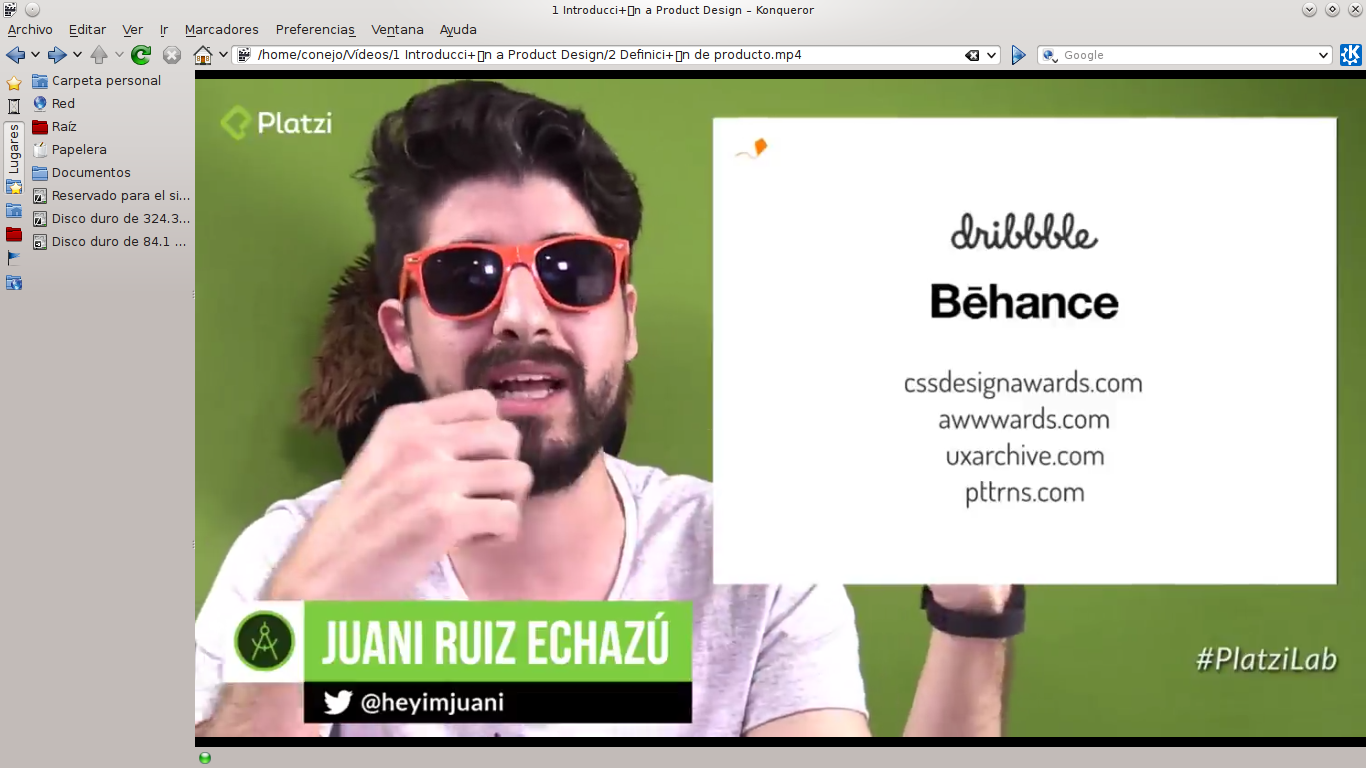 1 Introducci+▯n a Product Design – Konqueror
Archivo Editar Ver Ir Marcadores Preferencias Ventana Ayuda
/home/conejo/Vídeos/1 Introducci+▯n a Product Design/2 Definici+▯n de producto.mp4
Google
Lugares
Carpeta personal
Red
Raíz
Papelera
Documentos
Reservado para el si...
Disco duro de 324.3...
Disco duro de 84.1 ...
Platzi
dribbble
Bēhance
cssdesignawards.com
awwwards.com
uxarchive.com
pttrns.com
JUANI RUIZ ECHAZÚ
@heyimjuani
#PlatziLab